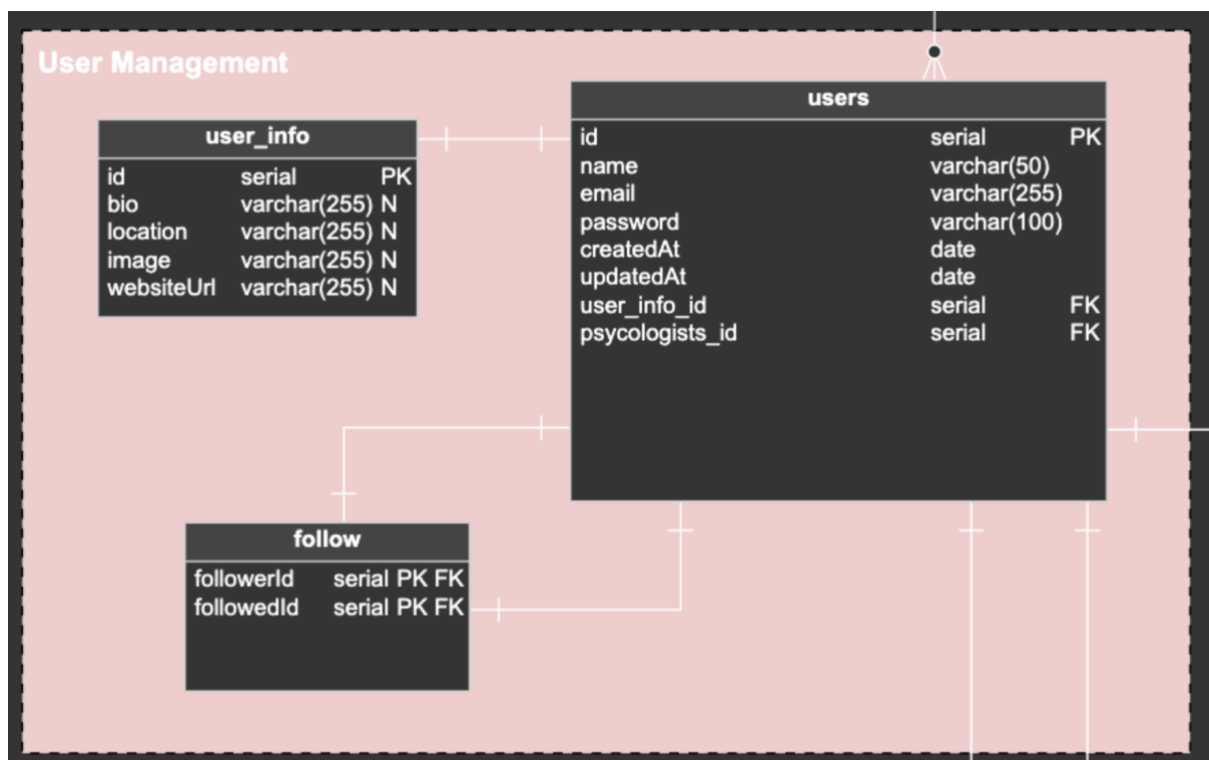 User Management
user_info
id serial PK
bio varchar(255) N
location varchar(255) N
image varchar(255) N
websiteUrl varchar(255) N
users
id serial PK
name varchar(50)
email varchar(255)
password varchar(100)
createdAt date
updatedAt date
user_info_id serial FK
psycologists_id serial FK
follow
followerId serial PK FK
followedId serial PK FK